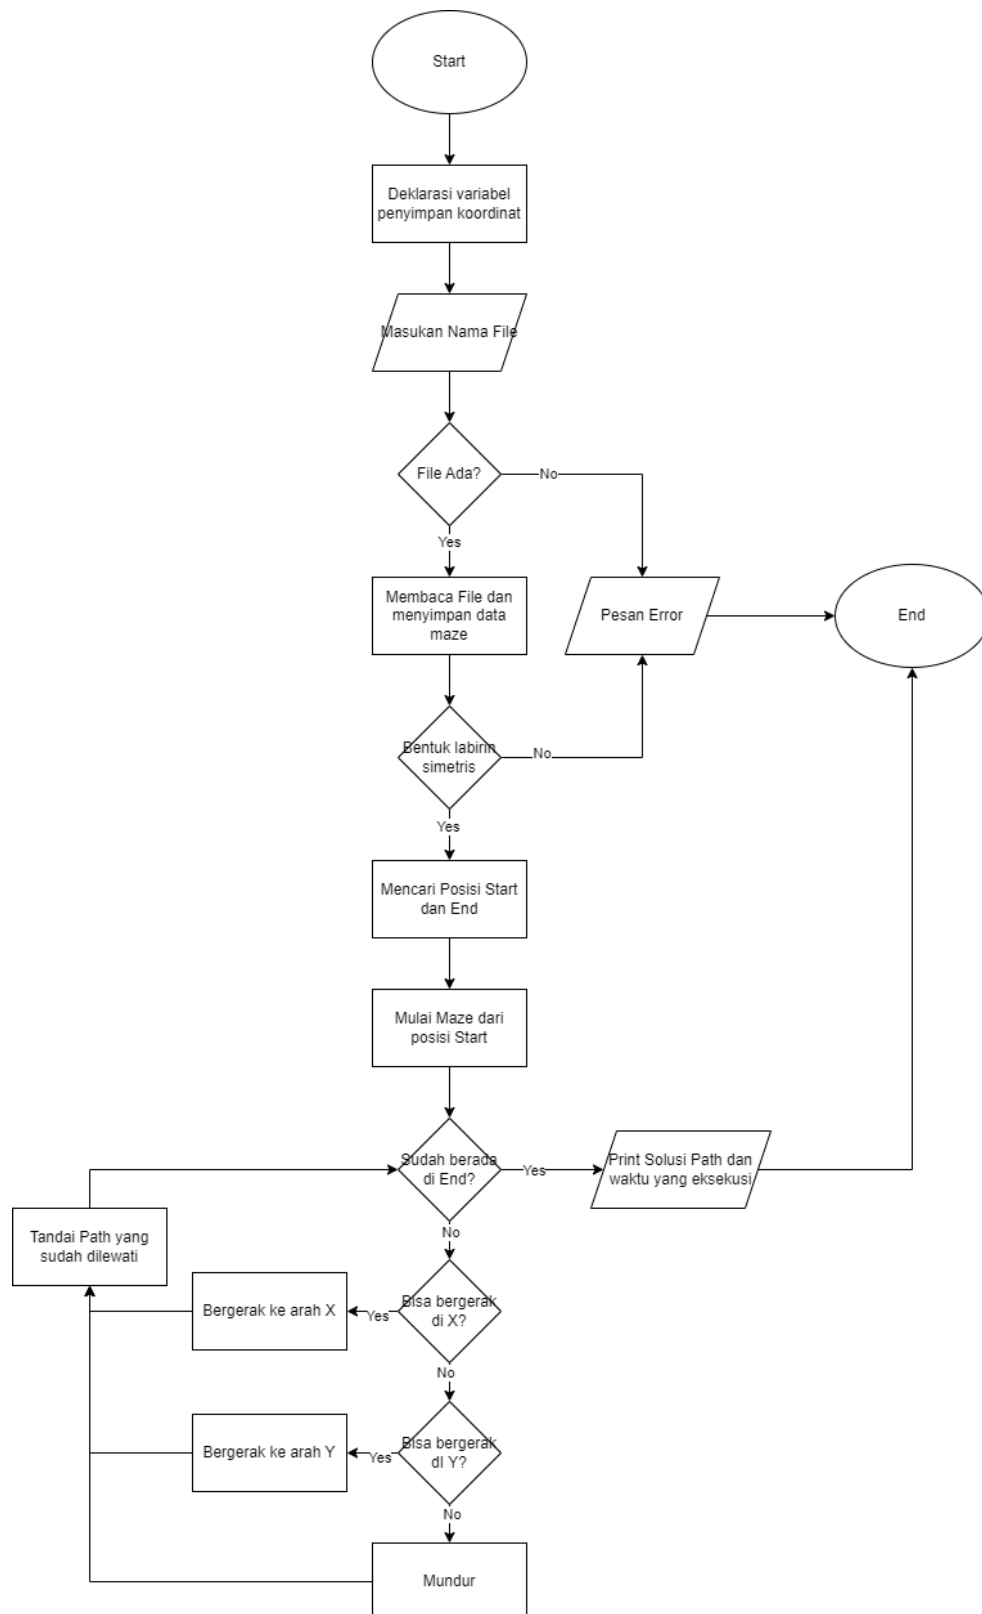 Start
Deklarasi variabel
penyimpan koordinat
Masukan Nama File
File Ada?
No
Yes
Membaca File dan
menyimpan data
maze
Pesan Error
End
Bentuk labirin
simetris
No
Yes
Mencari Posisi Start
dan End
Mulai Maze dari
posisi Start
Sudah berada
di End?
Yes
Print Solusi Path dan
waktu yang eksekusi
No
Tandai Path yang
sudah dilewati
Bisa bergerak
di X?
Yes
Bergerak ke arah X
No
Bisa bergerak
dI Y?
Yes
Bergerak ke arah Y
No
Mundur